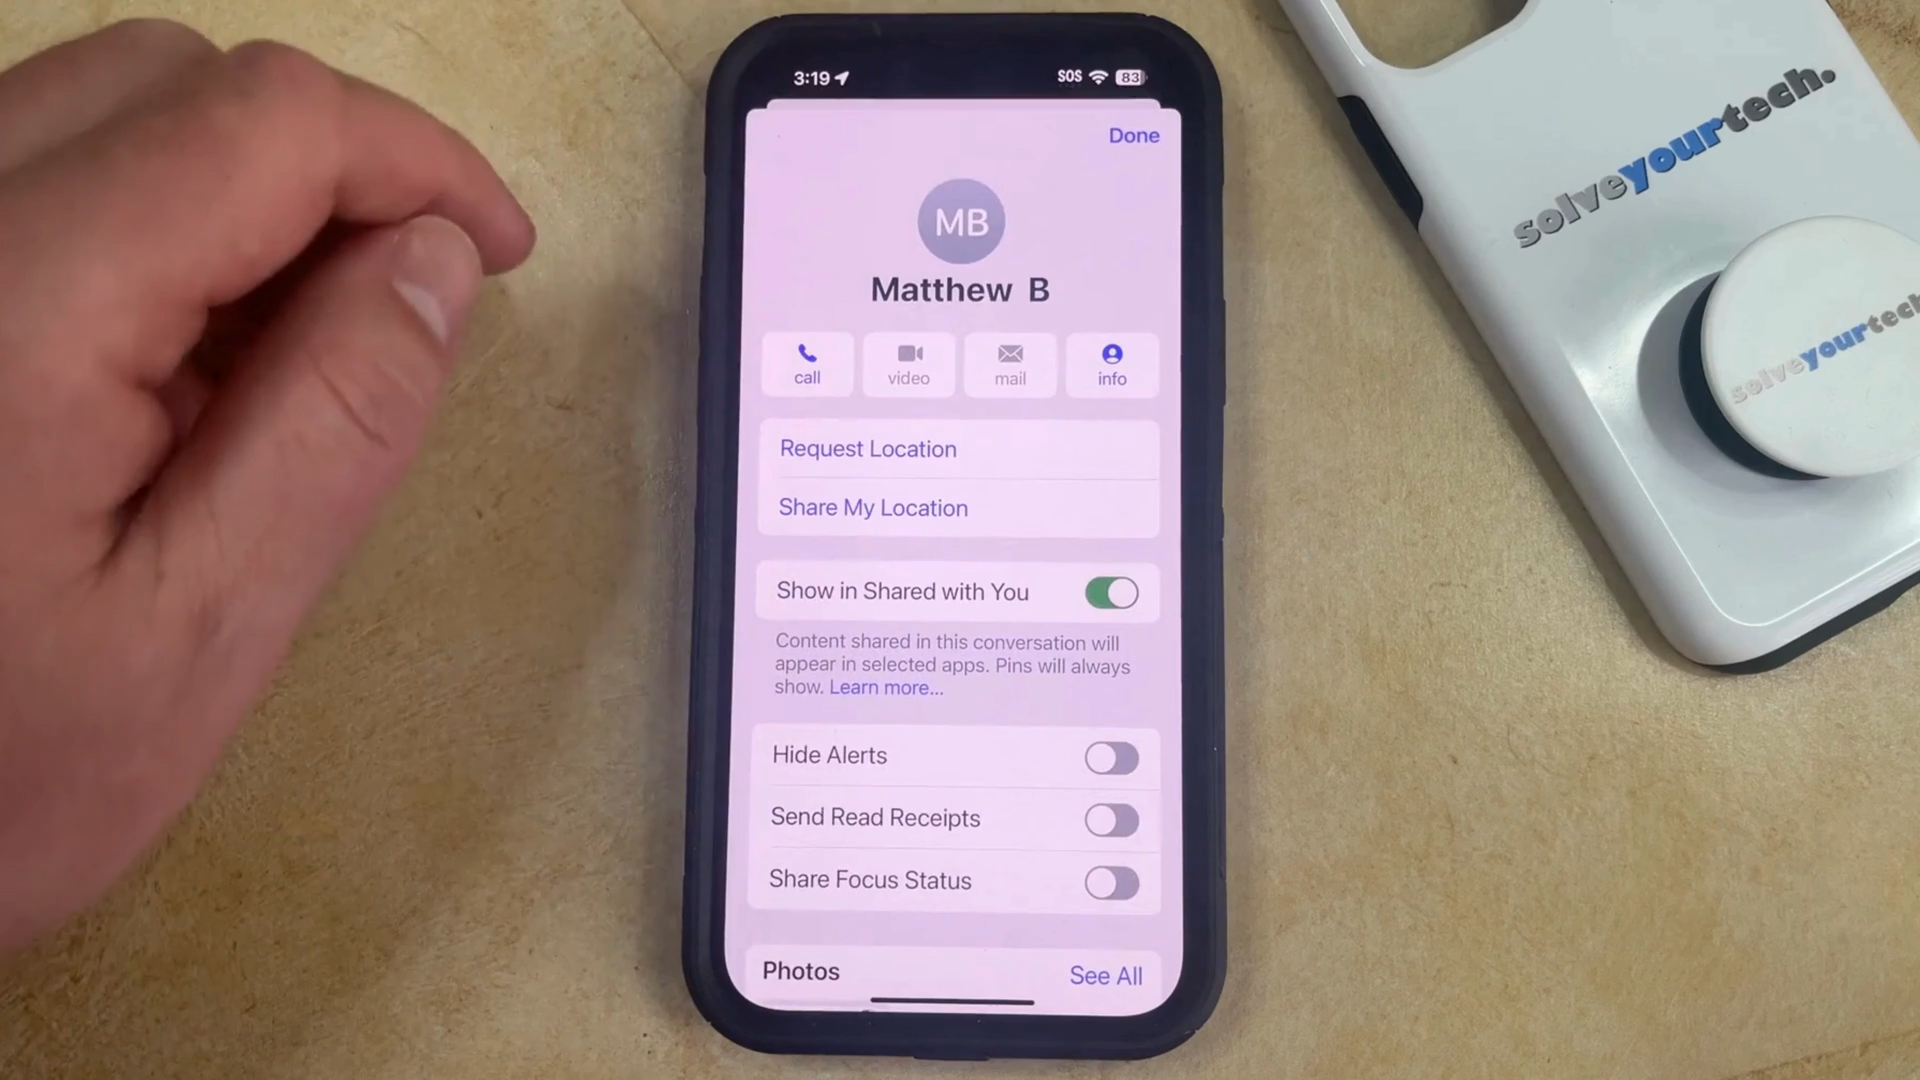 3:19
SOS
83
Done
MB
Matthew B
call
video
mail
info
Request Location
Share My Location
Show in Shared with You
Content shared in this conversation will
appear in selected apps. Pins will always
show. Learn more...
Hide Alerts
Send Read Receipts
Share Focus Status
Photos
See All
solveyourtech.
solveyourtech